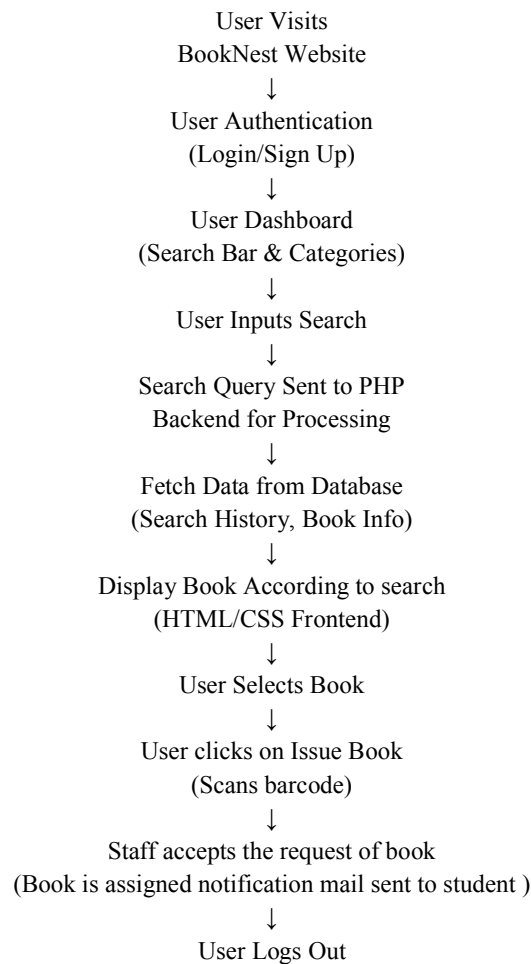 User Visits
BookNest Website
↓
User Authentication
(Login/Sign Up)
↓
User Dashboard
(Search Bar & Categories)
↓
User Inputs Search
↓
Search Query Sent to PHP
Backend for Processing
↓
Fetch Data from Database
(Search History, Book Info)
↓
Display Book According to search
(HTML/CSS Frontend)
↓
User Selects Book
↓
User clicks on Issue Book
(Scans barcode)
↓
Staff accepts the request of book
(Book is assigned notification mail sent to student )
↓
User Logs Out